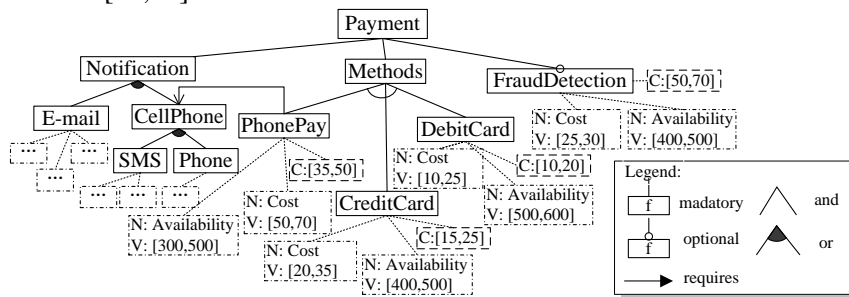 Payment
Notification
Methods
FraudDetection
C:[50,70]
E-mail
CellPhone
PhonePay
DebitCard
N: Cost
V: [25,30]
N: Availability
V: [400,500]
...
...
...
SMS
Phone
C:[35,50]
N: Cost
V: [10,25]
C:[10,20]
...
...
...
N: Availability
V: [300,500]
N: Cost
V: [50,70]
CreditCard
N: Availability
V: [500,600]
C:[15,25]
N: Cost
V: [20,35]
N: Availability
V: [400,500]
Legend:
f
madatory
and
f
optional
or
requires